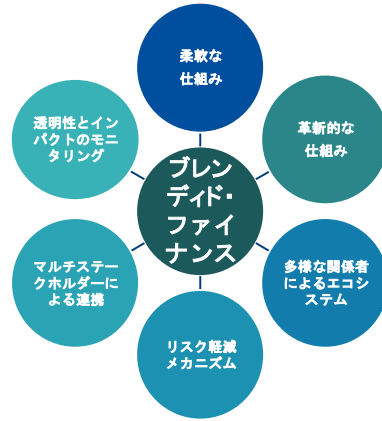 柔軟な
仕組み
革新的な
仕組み
多様な関係者
によるエコシ
ステム
リスク軽減
メカニズム
マルチステー
クホルダーに
よる連携
透明性とイン
パクトのモニ
タリング
ブレン
ディド・
ファイ
ナンス